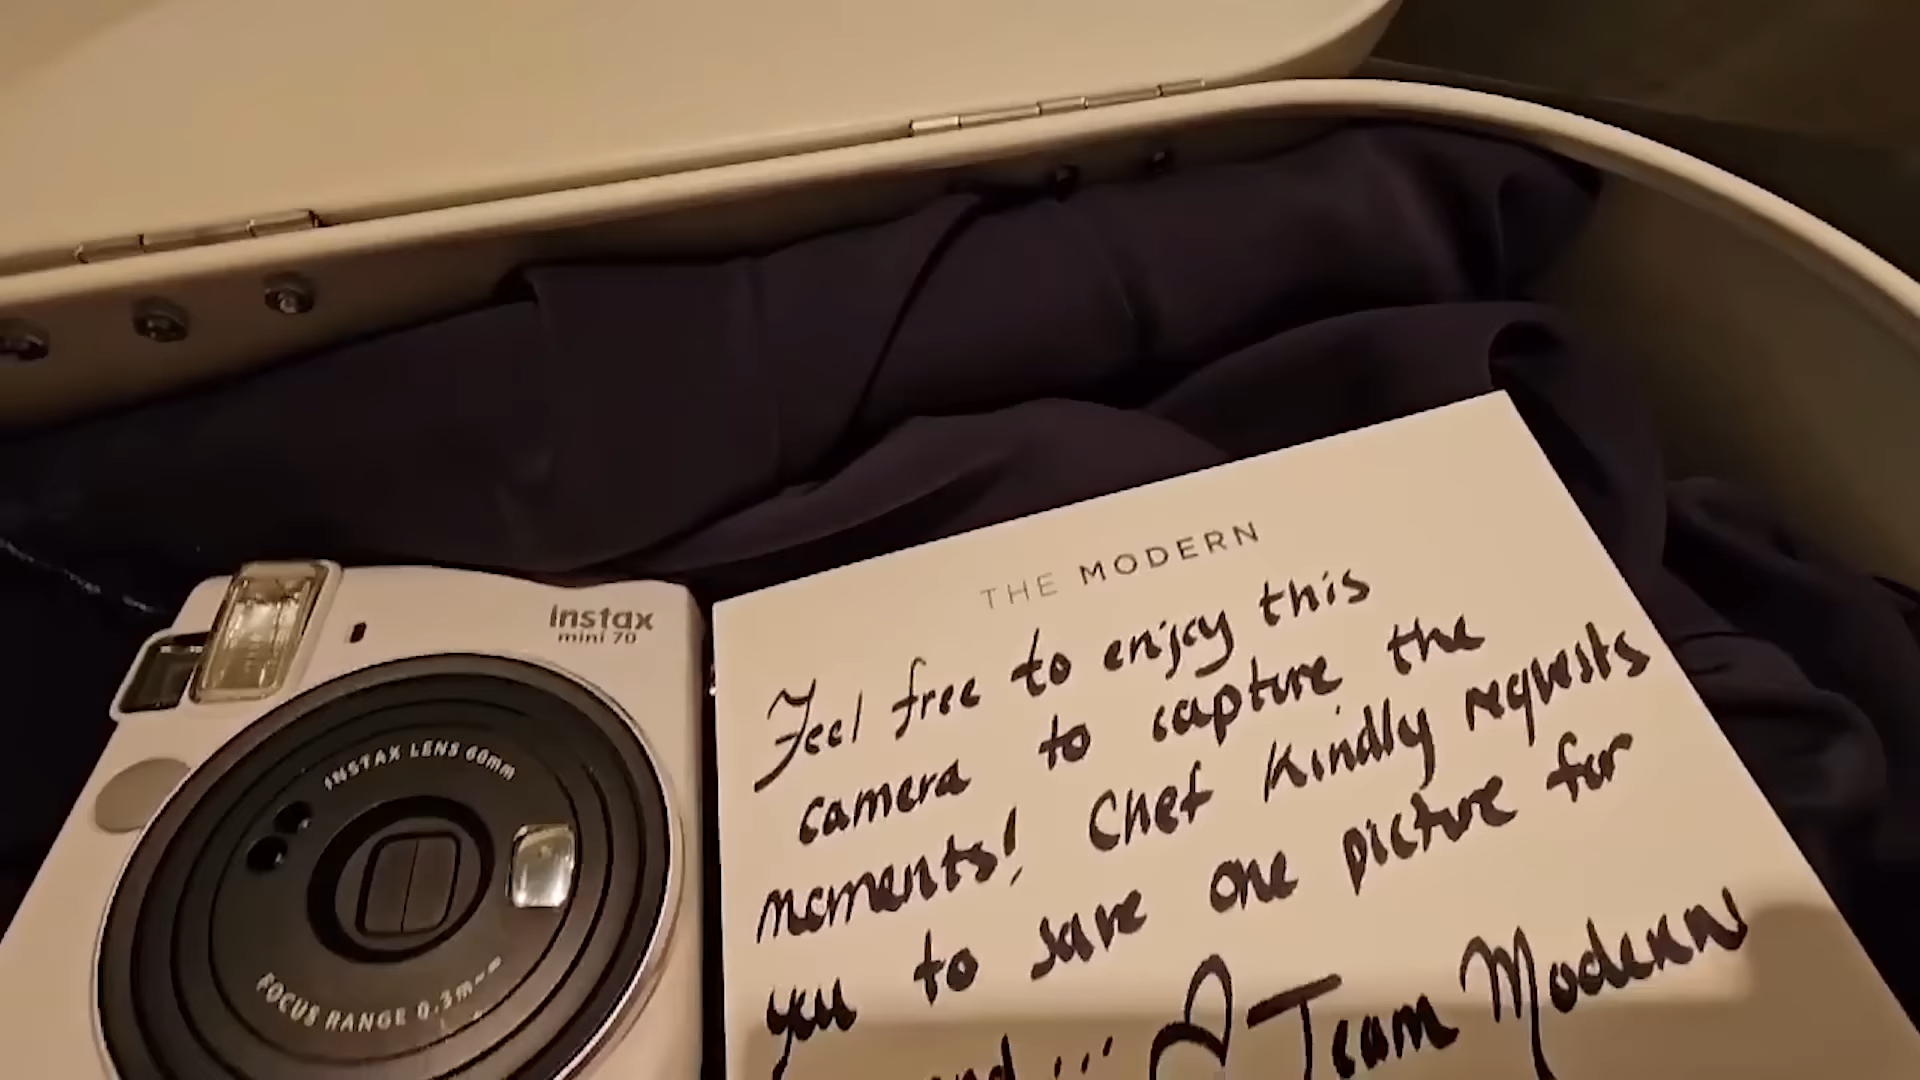 instax
mini 70
INSTAX LENS 60mm
FOCUS RANGE 0.3m-∞
THE MODERN
Feel free to enjoy this
camera to capture the
moments! Chef Kindly requests
you to save one picture for
Team Modern